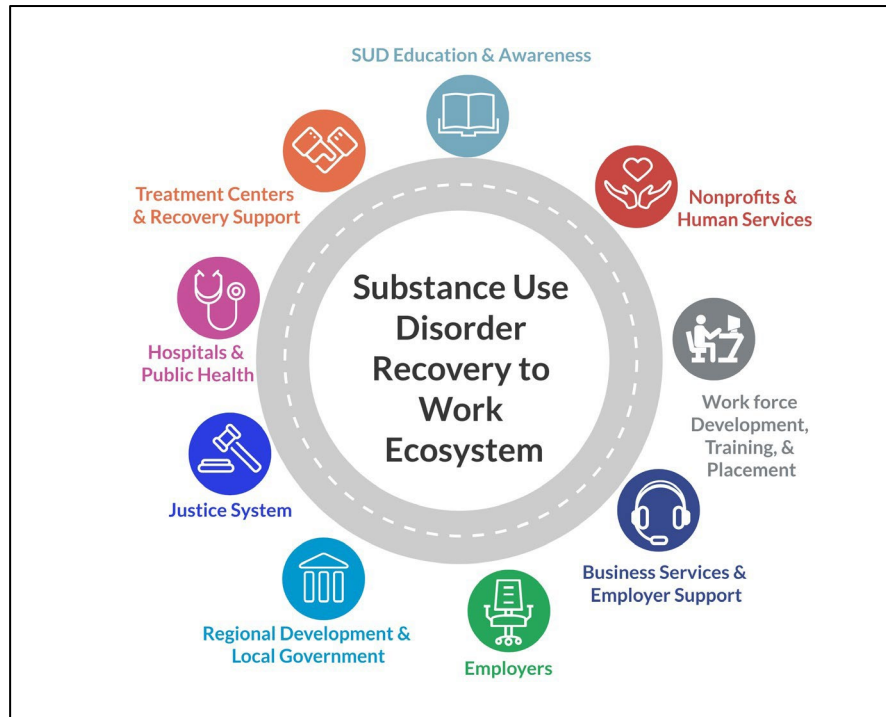 SUD Education & Awareness
Nonprofits &
Human Services
Work force
Development,
Training, &
Placement
Business Services &
Employer Support
Employers
Regional Development &
Local Government
Justice System
Hospitals &
Public Health
Treatment Centers
& Recovery Support
Substance Use
Disorder
Recovery to
Work
Ecosystem